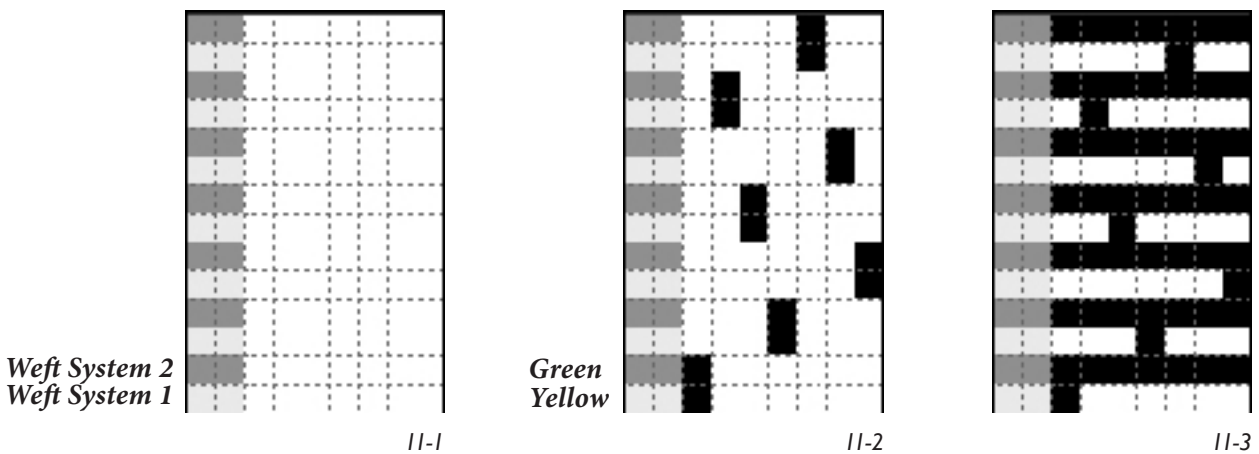 Weft System 2
Weft System 1
Green
Yellow
11-1
11-2
11-3